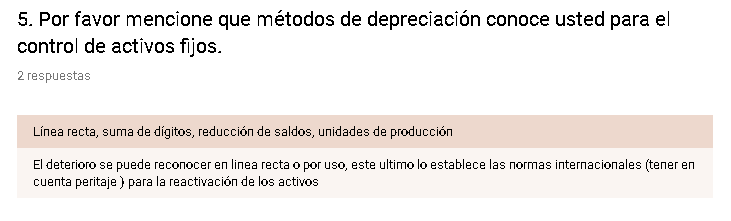 5. Por favor mencione que métodos de depreciación conoce usted para el
control de activos fijos.
2 respuestas
Línea recta, suma de dígitos, reducción de saldos, unidades de producción
El deterioro se puede reconocer en linea recta o por uso, este ultimo lo establece las normas internacionales (tener en
cuenta peritaje ) para la reactivación de los activos